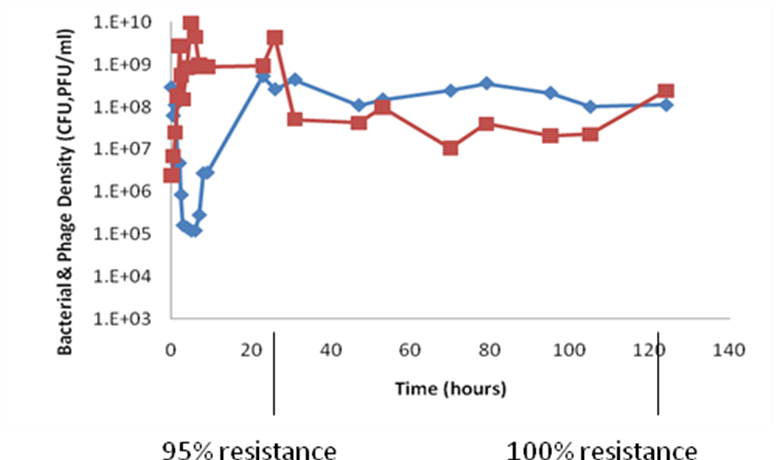 Bacterial & Phage Density (CFU,PFU/ml)
1.E+10
1.E+09
1.E+08
1.E+07
1.E+06
1.E+05
1.E+04
1.E+03
0 20 40 60 80 100 120 140
Time (hours)
95% resistance 100% resistance